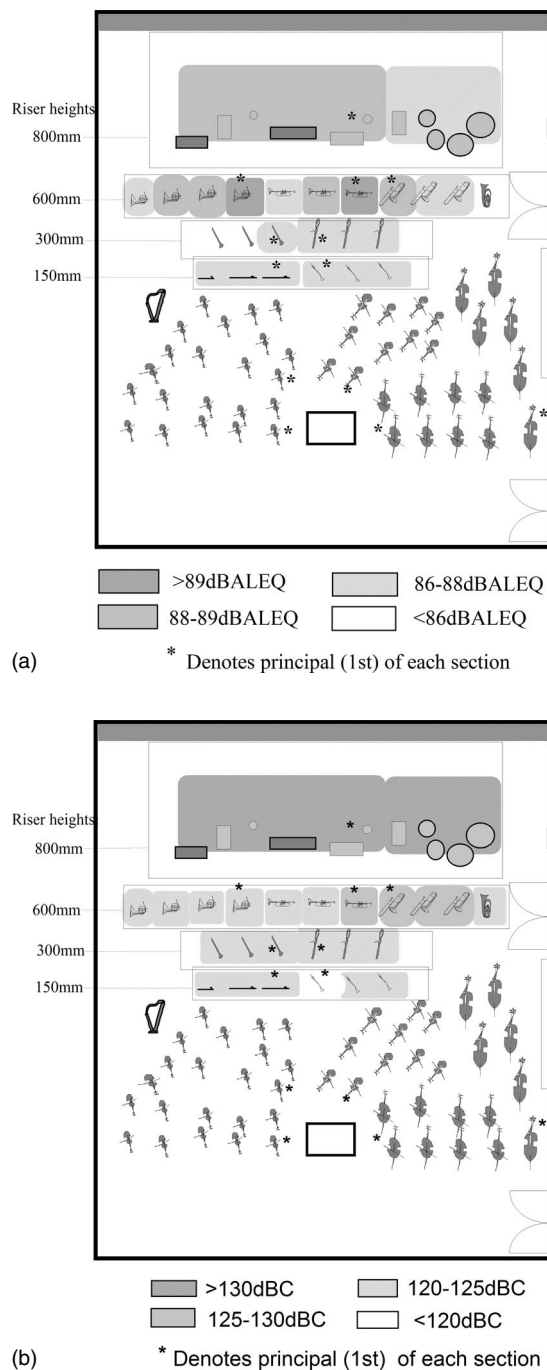 Riser heights
800mm
*
* * *
600mm
300mm
* *
* *
150mm
*
*
*
* *
>89dBALEQ 86-88dBALEQ
88-89dBALEQ <86dBALEQ
(a) * Denotes principal (1st) of each section
Riser heights
800mm
*
* * *
600mm
* *
300mm
* *
150mm
*
*
*
* *
>130dBC 120-125dBC
125-130dBC <120dBC
(b) * Denotes principal (1st) of each section